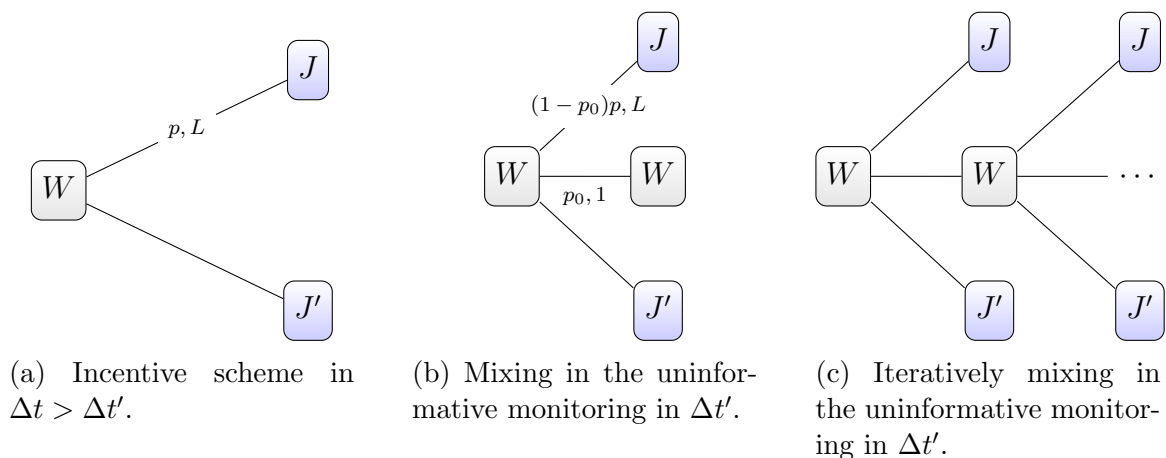 J
p, L
W
J′
(a) Incentive scheme in
Δt > Δt′.
J
(1 − p₀)p, L
W
W
p₀, 1
J′
(b) Mixing in the uninfor-
mative monitoring in Δt′.
J
J
W
W
···
J′
J′
(c) Iteratively mixing in
the uninformative monitor-
ing in Δt′.